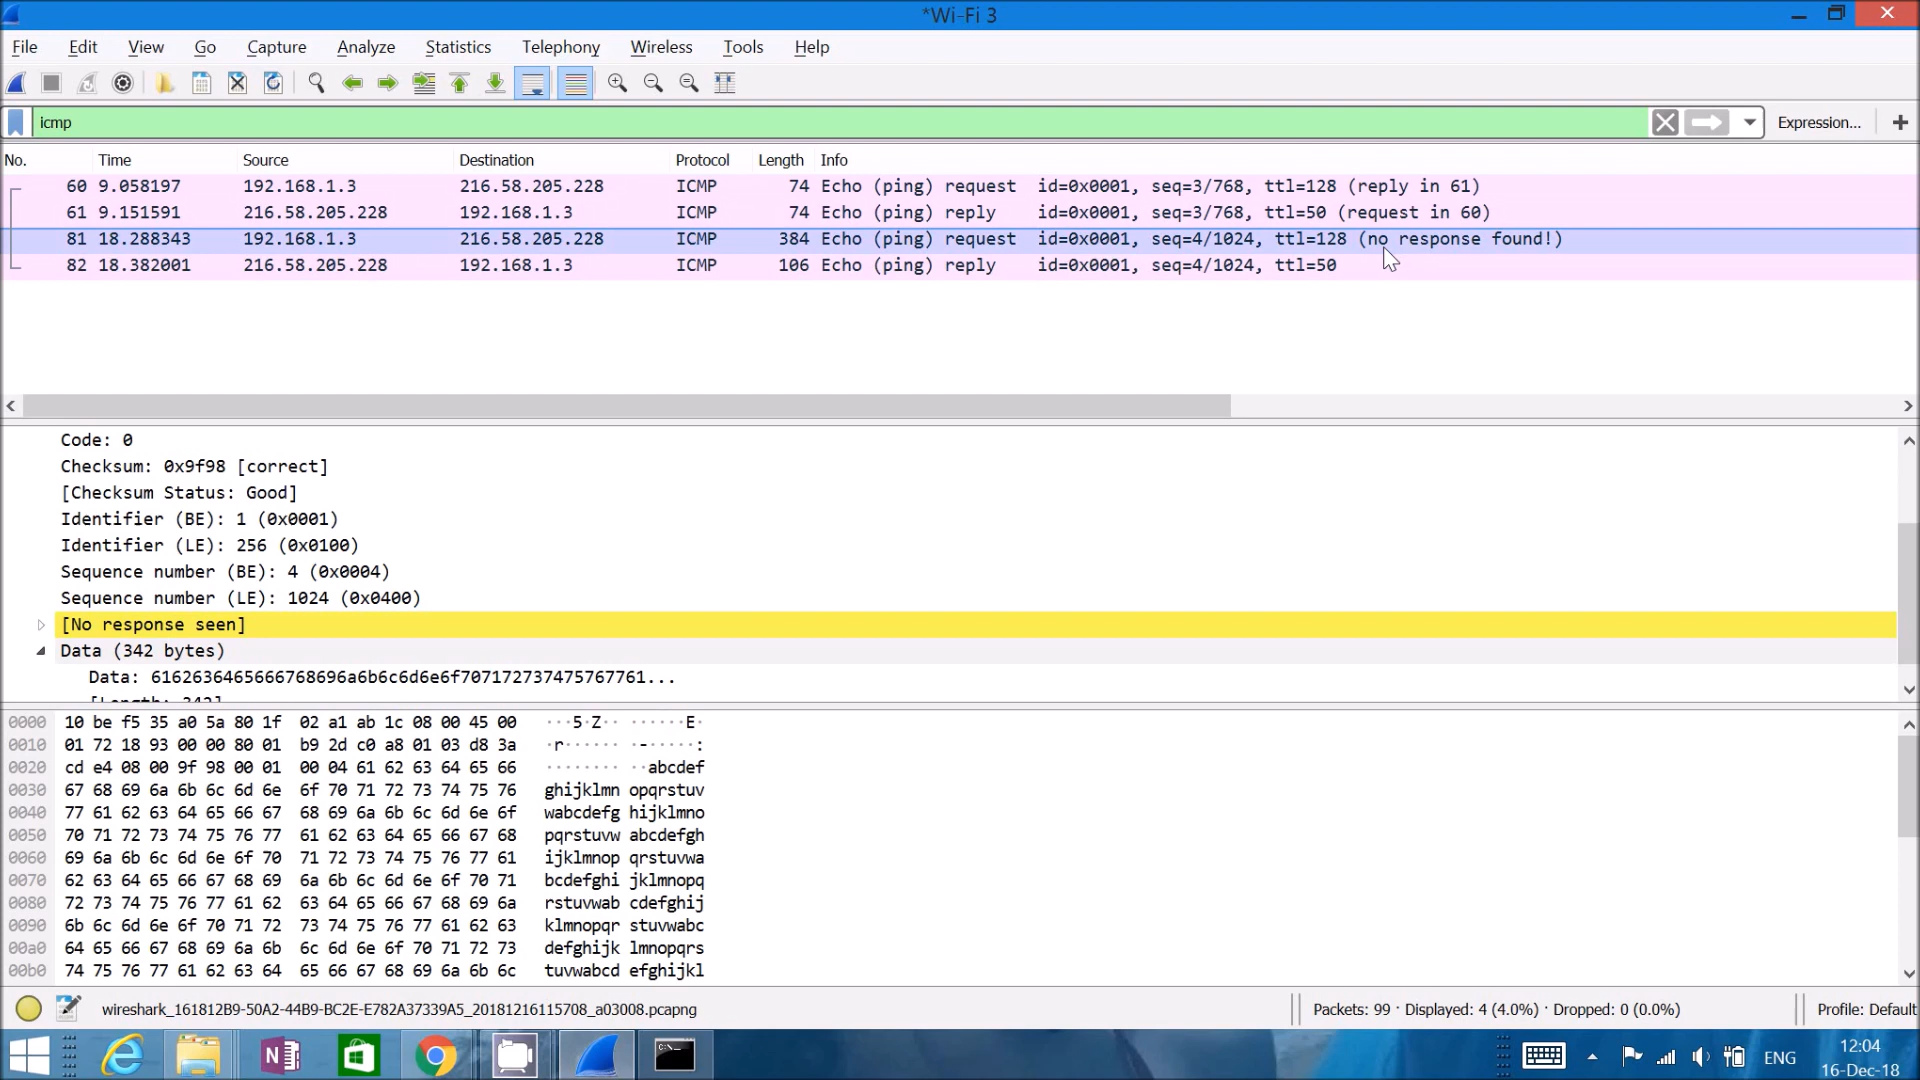 *Wi-Fi 3
File Edit View Go Capture Analyze Statistics Telephony Wireless Tools Help
icmp Expression...
No. Time Source Destination Protocol Length Info
60 9.058197 192.168.1.3 216.58.205.228 ICMP 74 Echo (ping) request id=0x0001, seq=3/768, ttl=128 (reply in 61)
61 9.151591 216.58.205.228 192.168.1.3 ICMP 74 Echo (ping) reply id=0x0001, seq=3/768, ttl=50 (request in 60)
81 18.288343 192.168.1.3 216.58.205.228 ICMP 384 Echo (ping) request id=0x0001, seq=4/1024, ttl=128 (no response found!)
82 18.382001 216.58.205.228 192.168.1.3 ICMP 106 Echo (ping) reply id=0x0001, seq=4/1024, ttl=50
Code: 0
Checksum: 0x9f98 [correct]
[Checksum Status: Good]
Identifier (BE): 1 (0x0001)
Identifier (LE): 256 (0x0100)
Sequence number (BE): 4 (0x0004)
Sequence number (LE): 1024 (0x0400)
[No response seen]
Data (342 bytes)
Data: 6162636465666768696a6b6c6d6e6f707172737475767761...
[Length: 342]
0000 10 be f5 35 a0 5a 80 1f 02 a1 ab 1c 08 00 45 00 ···5·Z·· ······E·
0010 01 72 18 93 00 00 80 01 b9 2d c0 a8 01 03 d8 3a ·r······ ·-·····:
0020 cd e4 08 00 9f 98 00 01 00 04 61 62 63 64 65 66 ········ ··abcdef
0030 67 68 69 6a 6b 6c 6d 6e 6f 70 71 72 73 74 75 76 ghijklmn opqrstuv
0040 77 61 62 63 64 65 66 67 68 69 6a 6b 6c 6d 6e 6f wabcdefg hijklmno
0050 70 71 72 73 74 75 76 77 61 62 63 64 65 66 67 68 pqrstuvw abcdefgh
0060 69 6a 6b 6c 6d 6e 6f 70 71 72 73 74 75 76 77 61 ijklmnop qrstuvwa
0070 62 63 64 65 66 67 68 69 6a 6b 6c 6d 6e 6f 70 71 bcdefghi jklmnopq
0080 72 73 74 75 76 77 61 62 63 64 65 66 67 68 69 6a rstuvwab cdefghij
0090 6b 6c 6d 6e 6f 70 71 72 73 74 75 76 77 61 62 63 klmnopqr stuvwabc
00a0 64 65 66 67 68 69 6a 6b 6c 6d 6e 6f 70 71 72 73 defghijk lmnopqrs
00b0 74 75 76 77 61 62 63 64 65 66 67 68 69 6a 6b 6c tuvwabcd efghijkl
wireshark_161812B9-50A2-44B9-BC2E-E782A37339A5_20181216115708_a03008.pcapng Packets: 99 · Displayed: 4 (4.0%) · Dropped: 0 (0.0%) Profile: Default
ENG 12:04
16-Dec-18